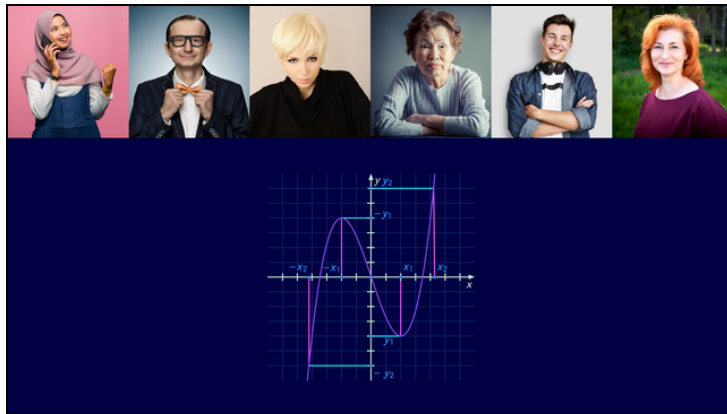 y y₂
−y₁
−x₂ −x₁ x₁ x₂
x
y₁
− y₂